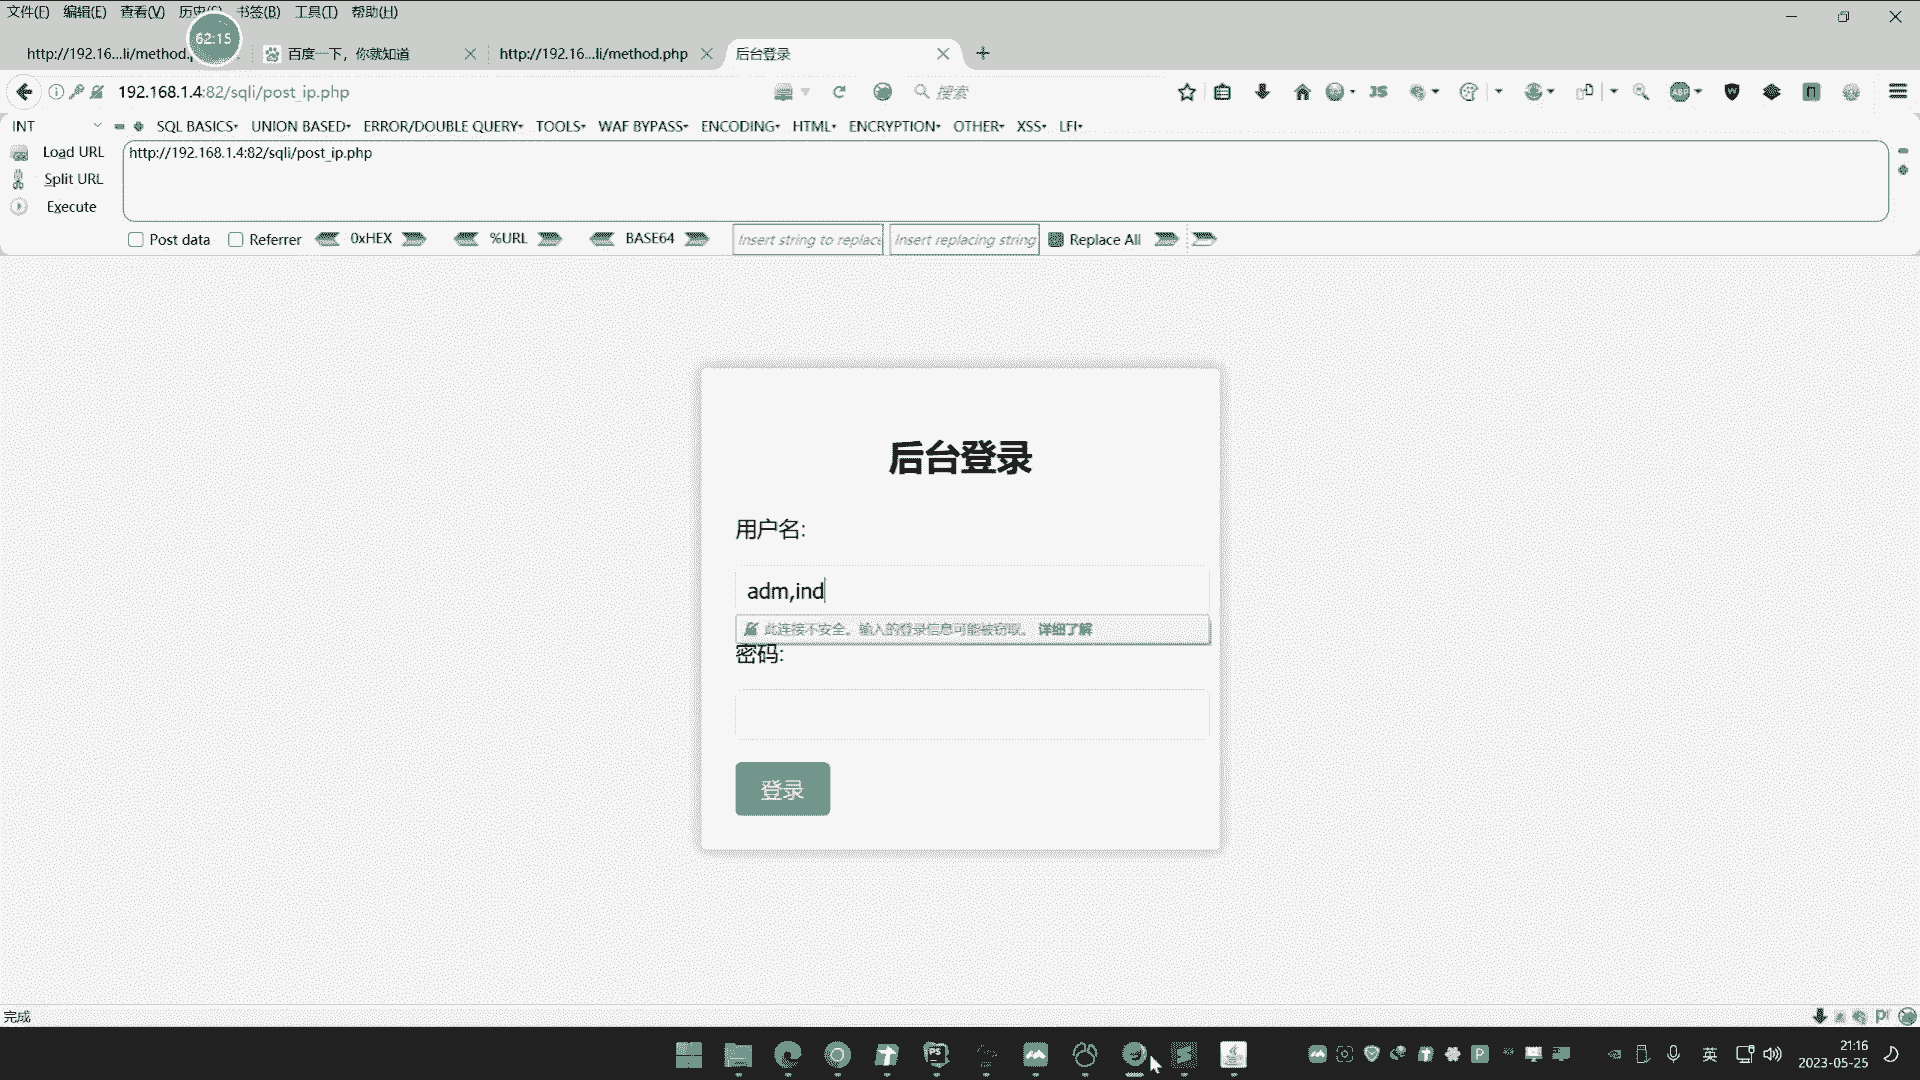 文件(F) 编辑(E) 查看(V) 历史(S) 书签(B) 工具(T) 帮助(H)
62:15
http://192.16...li/method. 百度一下，你就知道 http://192.16...li/method.php 后台登录
192.168.1.4:82/sqli/post_ip.php 搜索
INT SQL BASICS UNION BASED ERROR/DOUBLE QUERY TOOLS WAF BYPASS ENCODING HTML ENCRYPTION OTHER XSS LFI
Load URL http://192.168.1.4:82/sqli/post_ip.php
Split URL
Execute
Post data Referrer 0xHEX %URL BASE64 Insert string to replace Insert replacing string Replace All
后台登录
用户名:
adm,ind
此连接不安全。输入的登录信息可能被窃取。 详细了解
密码:
登录
完成
英 21:16
2023-05-25